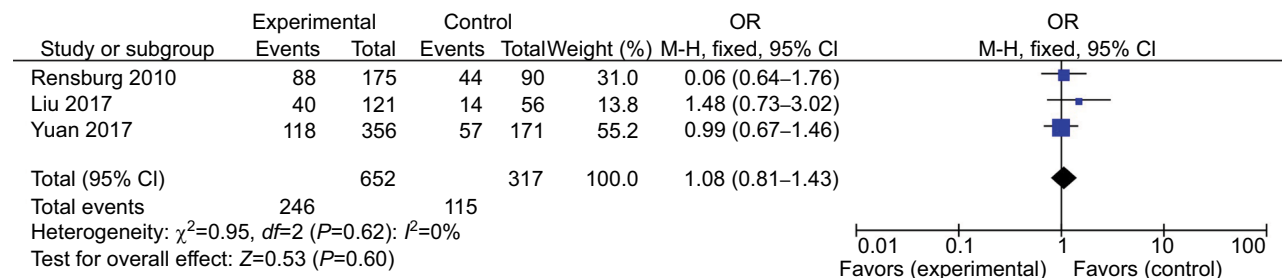 Experimental Control OR OR
Study or subgroup Events Total Events Total Weight (%) M-H, fixed, 95% CI M-H, fixed, 95% CI
Rensburg 2010 88 175 44 90 31.0 0.06 (0.64–1.76)
Liu 2017 40 121 14 56 13.8 1.48 (0.73–3.02)
Yuan 2017 118 356 57 171 55.2 0.99 (0.67–1.46)
Total (95% CI) 652 317 100.0 1.08 (0.81–1.43)
Total events 246 115
Heterogeneity: χ²=0.95, df=2 (P=0.62): I²=0%
Test for overall effect: Z=0.53 (P=0.60)
0.01 0.1 1 10 100
Favors (experimental) Favors (control)